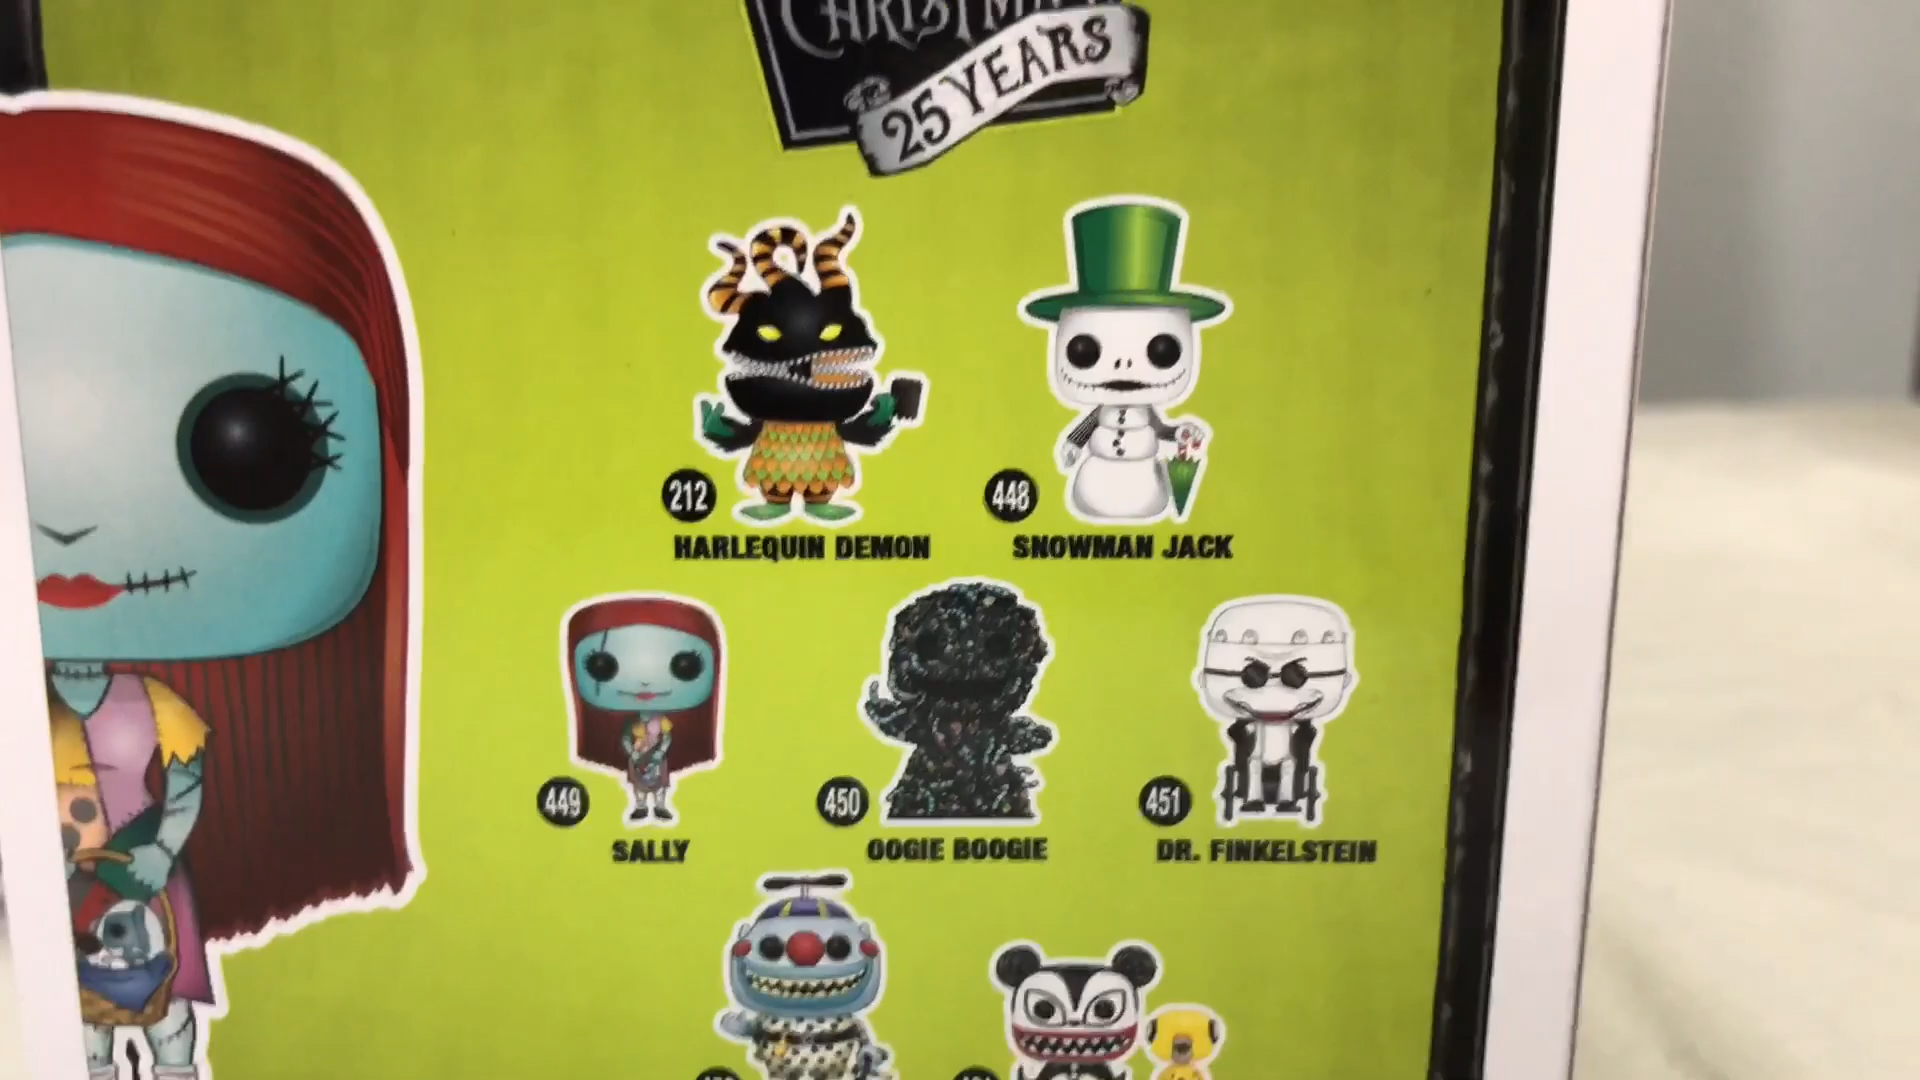 25 YEARS
212
HARLEQUIN DEMON
448
SNOWMAN JACK
449
SALLY
450
OOGIE BOOGIE
451
DR. FINKELSTEIN